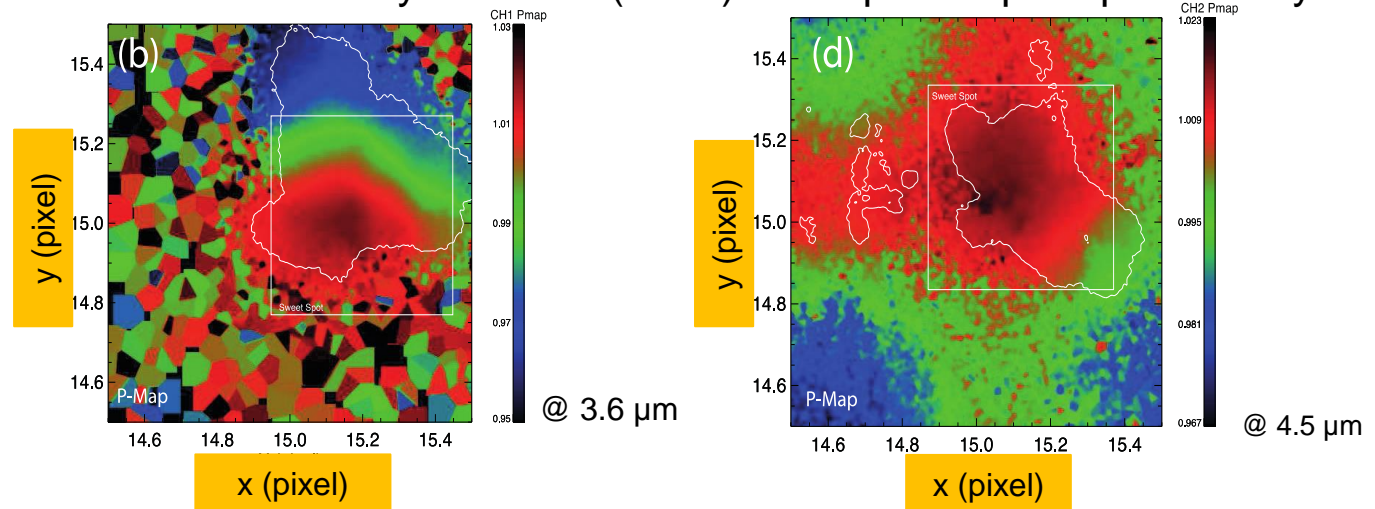 CH1 Pmap
1.03
1.01
0.99
0.97
0.95
(b)
15.4
15.2
15.0
14.8
14.6
Sweet Spot
P-Map
14.6 14.8 15.0 15.2 15.4
y (pixel)
x (pixel)
@ 3.6 μm
CH2 Pmap
1.023
1.009
0.995
0.981
0.967
(d)
15.4
15.2
15.0
14.8
14.6
Sweet Spot
P-Map
14.6 14.8 15.0 15.2 15.4
y (pixel)
x (pixel)
@ 4.5 μm